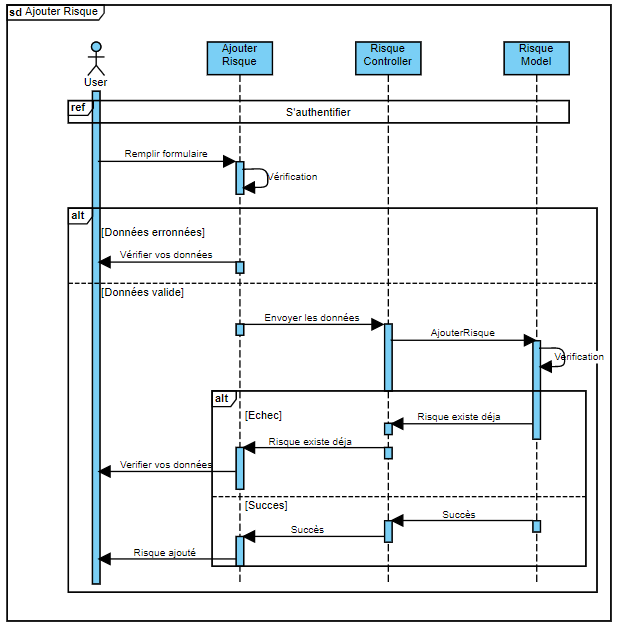 sd Ajouter Risque
User
Ajouter
Risque
Risque
Controller
Risque
Model
ref
S'authentifier
Remplir formulaire
Vérification
alt
[Données erronnées]
Vérifier vos données
[Données valide]
Envoyer les données
AjouterRisque
Vérification
alt
[Echec]
Risque existe déja
Risque existe déja
Verifier vos données
[Succes]
Succès
Succès
Risque ajouté